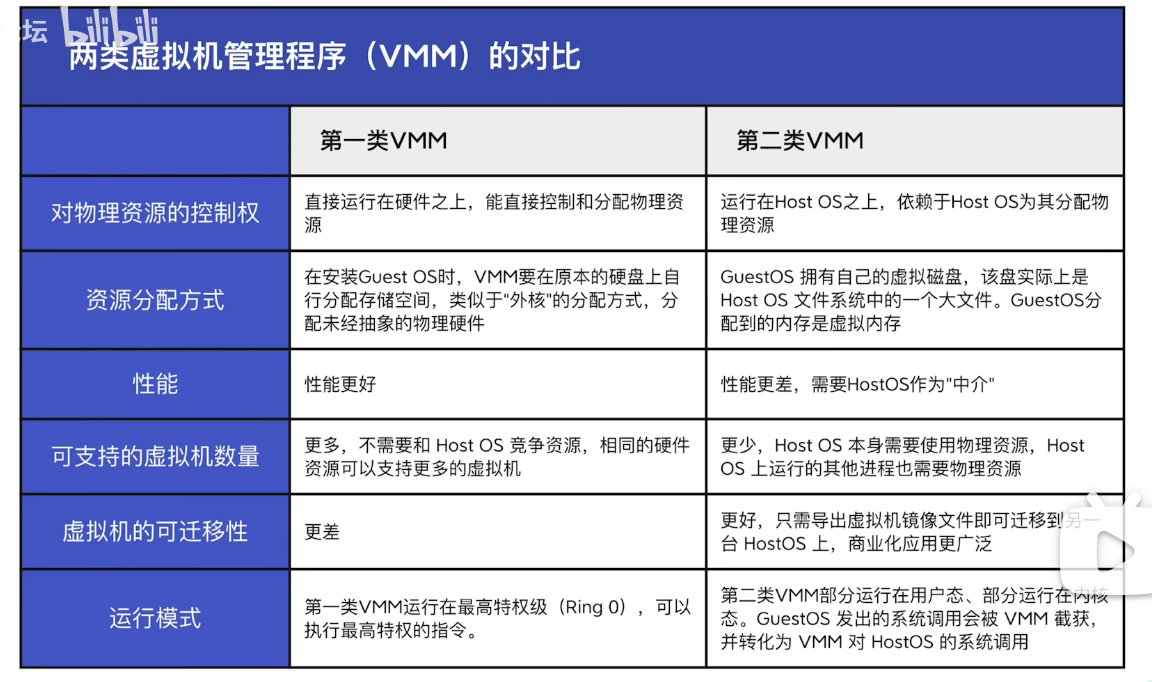 坛 bilibili
两类虚拟机管理程序（VMM）的对比
第一类VMM
第二类VMM
对物理资源的控制权
直接运行在硬件之上，能直接控制和分配物理资
源
运行在Host OS之上，依赖于Host OS为其分配物
理资源
资源分配方式
在安装Guest OS时，VMM要在原本的硬盘上自
行分配存储空间，类似于"外核"的分配方式，分
配未经抽象的物理硬件
GuestOS 拥有自己的虚拟磁盘，该盘实际上是
Host OS 文件系统中的一个大文件。GuestOS分
配到的内存是虚拟内存
性能
性能更好
性能更差，需要HostOS作为"中介"
可支持的虚拟机数量
更多，不需要和 Host OS 竞争资源，相同的硬件
资源可以支持更多的虚拟机
更少，Host OS 本身需要使用物理资源，Host
OS 上运行的其他进程也需要物理资源
虚拟机的可迁移性
更差
更好，只需导出虚拟机镜像文件即可迁移到另一
台 HostOS 上，商业化应用更广泛
运行模式
第一类VMM运行在最高特权级（Ring 0），可以
执行最高特权的指令。
第二类VMM部分运行在用户态、部分运行在内核
态。GuestOS 发出的系统调用会被 VMM 截获，
并转化为 VMM 对 HostOS 的系统调用